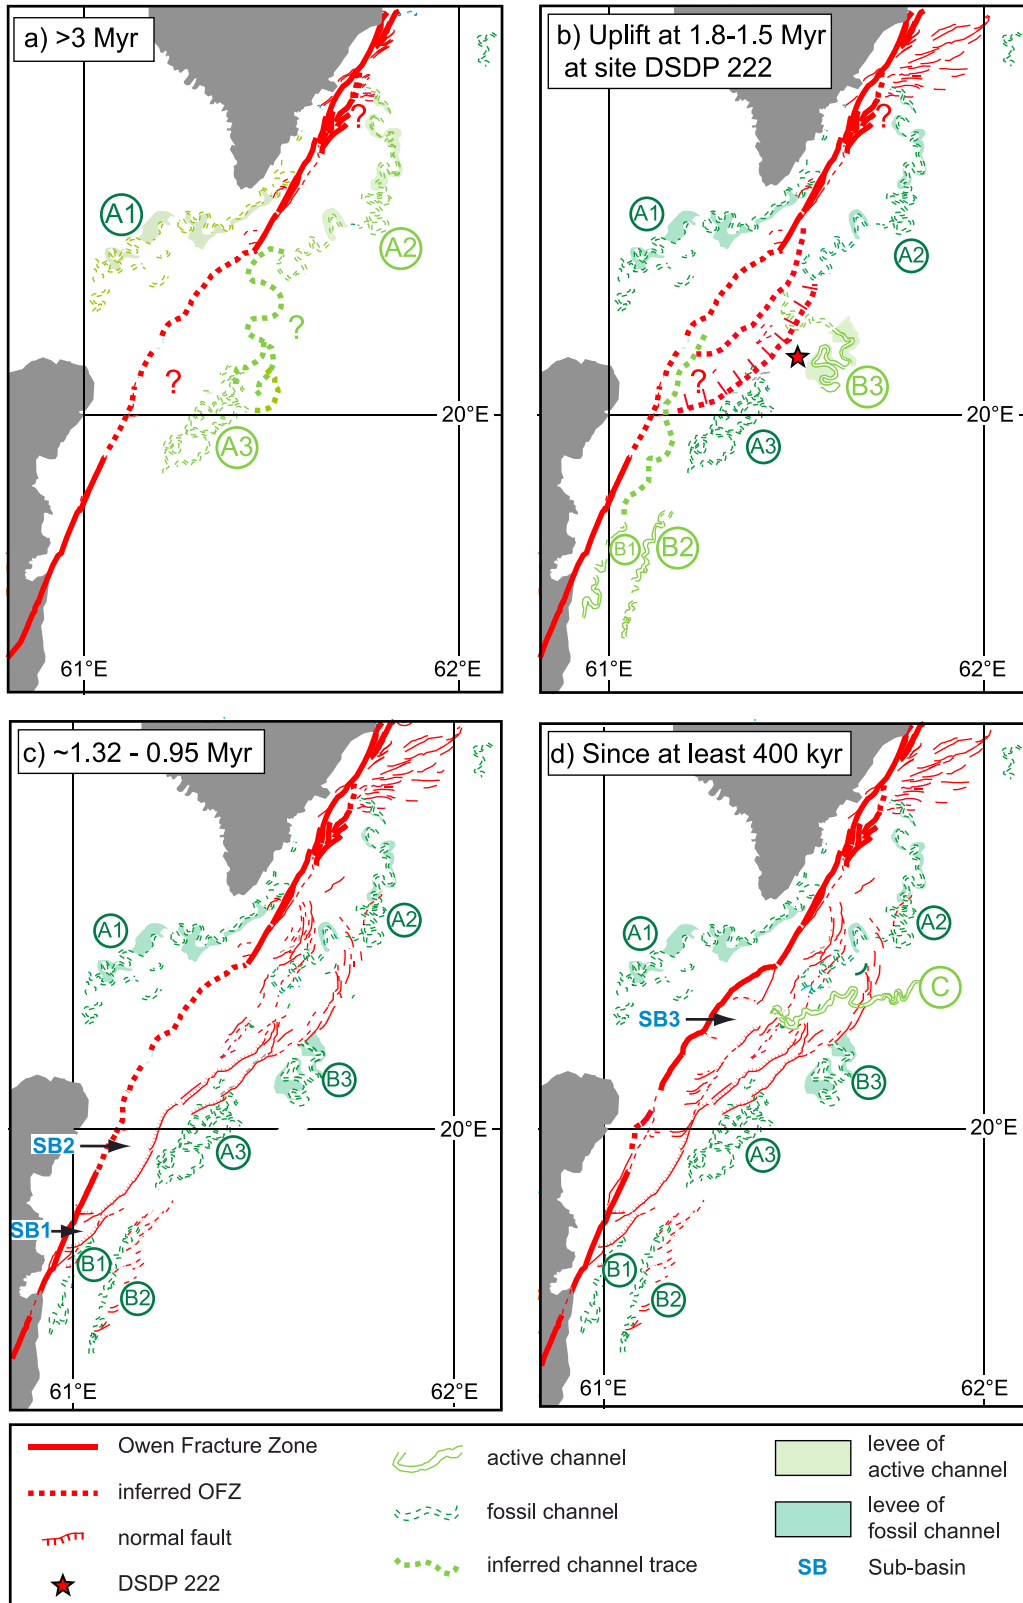 a) >3 Myr
A1
A2
?
?
?
A3
20°E
61°E
62°E
b) Uplift at 1.8-1.5 Myr
at site DSDP 222
?
A1
A2
?
B3
A3
B1
B2
20°E
61°E
62°E
c) ~1.32 - 0.95 Myr
A1
A2
B3
A3
SB2
SB1
B1
B2
20°E
61°E
62°E
d) Since at least 400 kyr
A1
A2
C
SB3
B3
A3
B1
B2
20°E
61°E
62°E
Owen Fracture Zone
inferred OFZ
normal fault
DSDP 222
active channel
fossil channel
inferred channel trace
levee of
active channel
levee of
fossil channel
SB Sub-basin